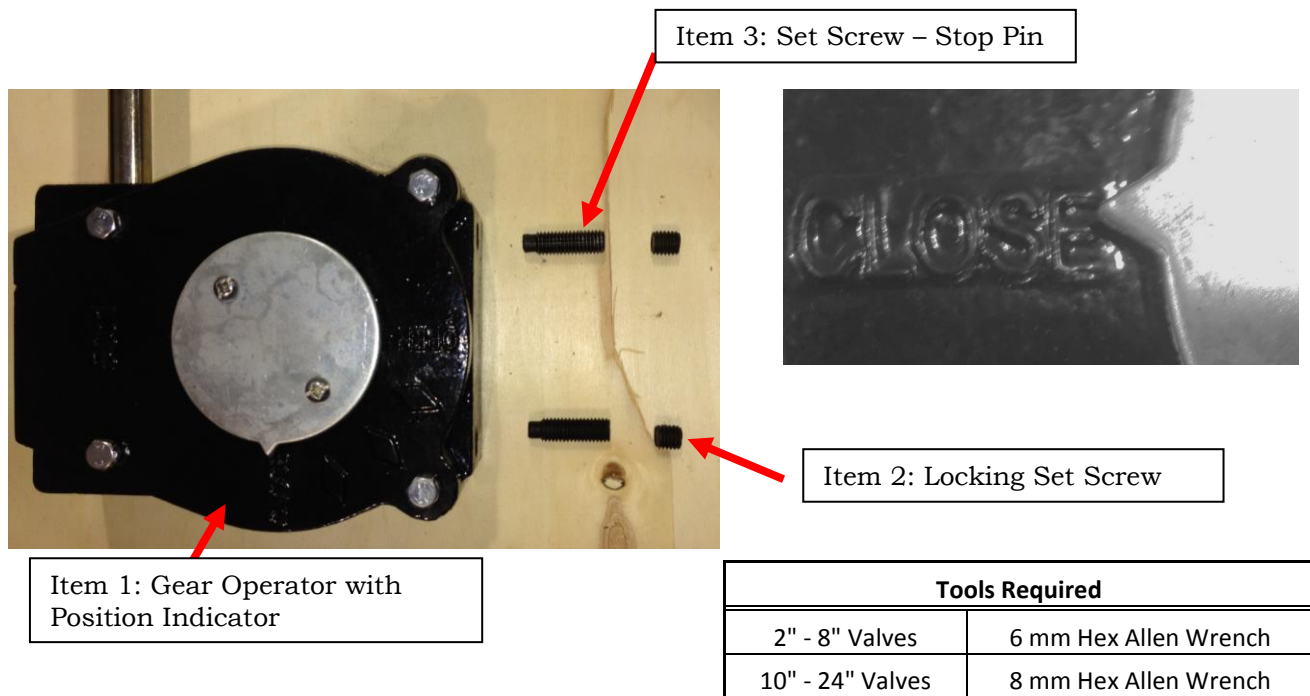 Item 3: Set Screw – Stop Pin
CLOSE
Item 2: Locking Set Screw
Item 1: Gear Operator with
Position Indicator
Tools Required
2" - 8" Valves 6 mm Hex Allen Wrench
10" - 24" Valves 8 mm Hex Allen Wrench